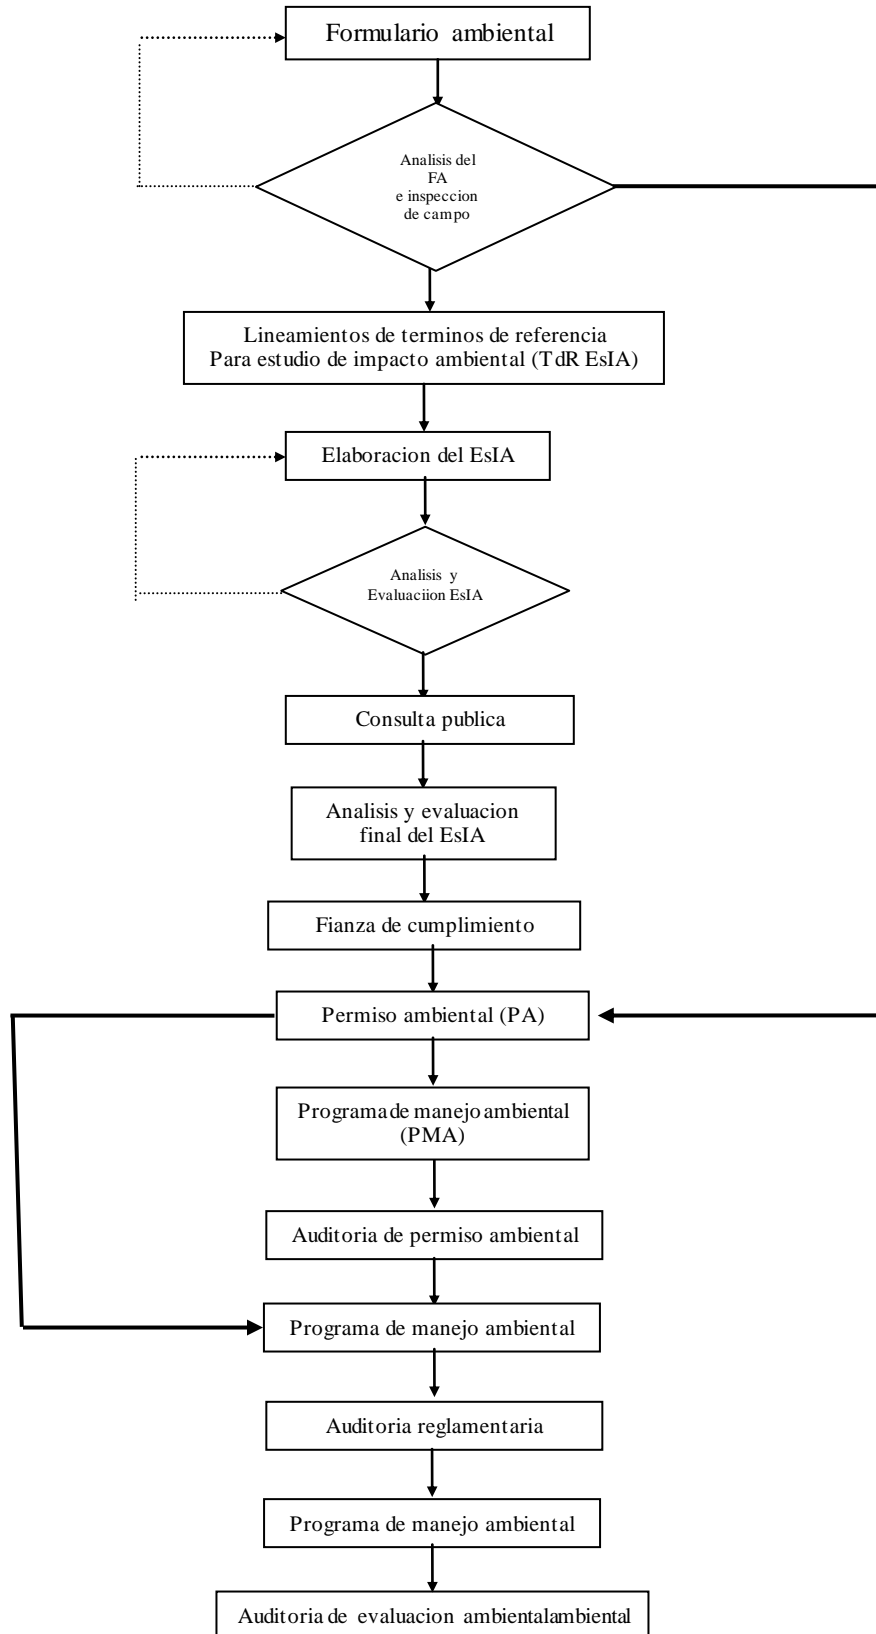 Formulario ambiental
Analisis del
FA
e inspeccion
de campo
Lineamientos de terminos de referencia
Para estudio de impacto ambiental (TdR EsIA)
Elaboracion del EsIA
Analisis y
Evaluaciion EsIA
Consulta publica
Analisis y evaluacion
final del EsIA
Fianza de cumplimiento
Permiso ambiental (PA)
Programa de manejo ambiental
(PMA)
Auditoria de permiso ambiental
Programa de manejo ambiental
Auditoria reglamentaria
Programa de manejo ambiental
Auditoria de evaluacion ambientalambiental